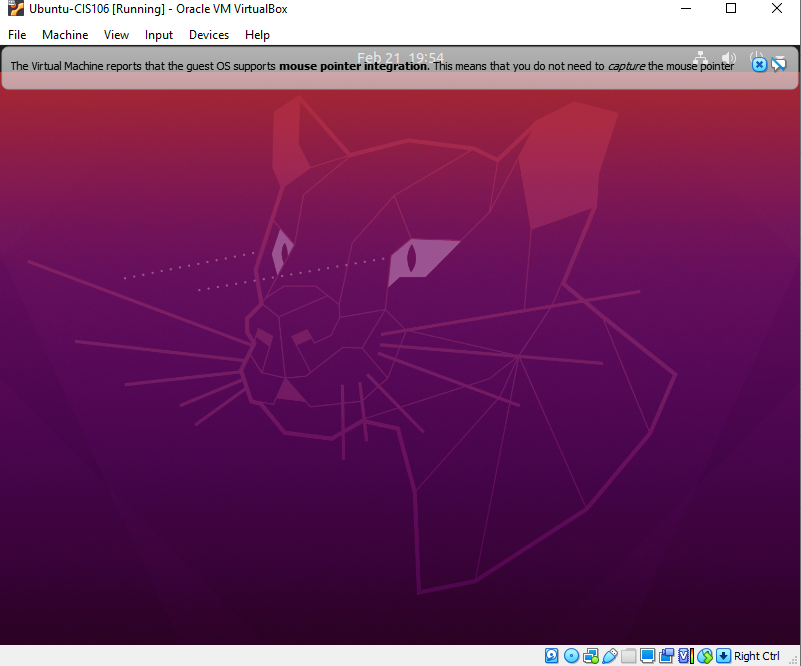 Ubuntu-CIS106 [Running] - Oracle VM VirtualBox
File Machine View Input Devices Help
Feb 21 19:54
The Virtual Machine reports that the guest OS supports mouse pointer integration. This means that you do not need to capture the mouse pointer
Right Ctrl